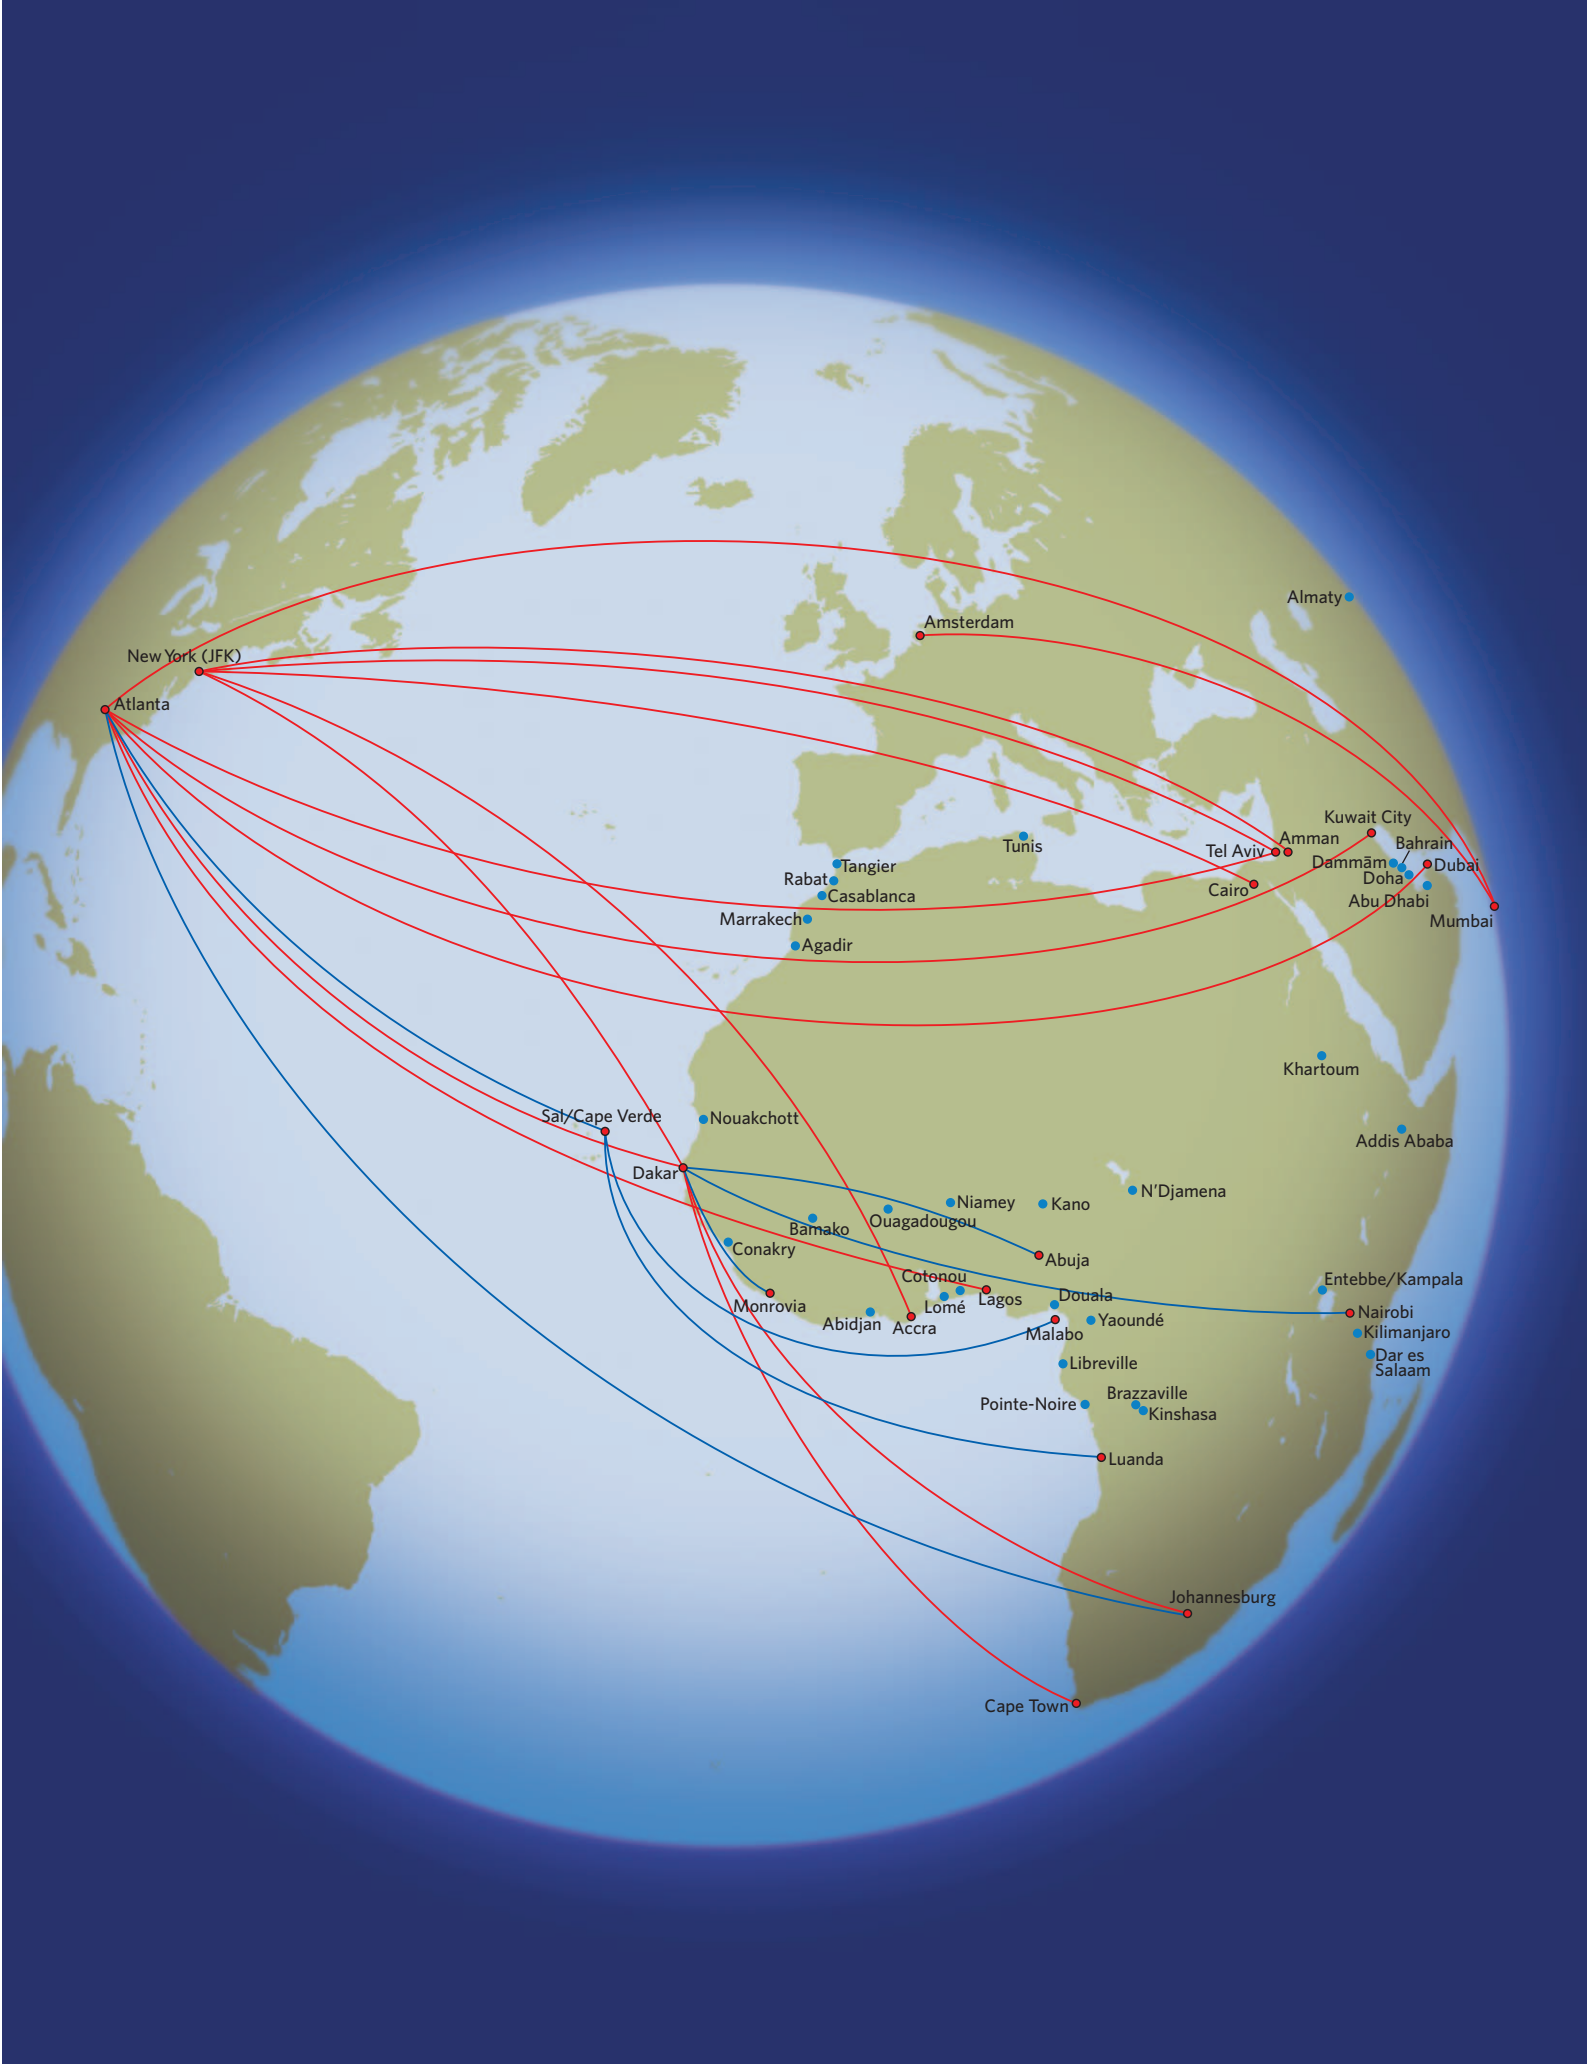 Almaty
Amsterdam
New York (JFK)
Atlanta
Kuwait City
Amman
Bahrain
Tunis
Tel Aviv
Dammām
Dubai
Tangier
Doha
Rabat
Cairo
Casablanca
Abu Dhabi
Marrakech
Mumbai
Agadir
Khartoum
Sal/Cape Verde
Nouakchott
Addis Ababa
Dakar
N'Djamena
Niamey
Kano
Ouagadougou
Bamako
Conakry
Abuja
Cotonou
Entebbe/Kampala
Douala
Lagos
Monrovia
Lomé
Nairobi
Abidjan
Accra
Yaoundé
Malabo
Kilimanjaro
Dar es
Salaam
Libreville
Brazzaville
Pointe-Noire
Kinshasa
Luanda
Johannesburg
Cape Town